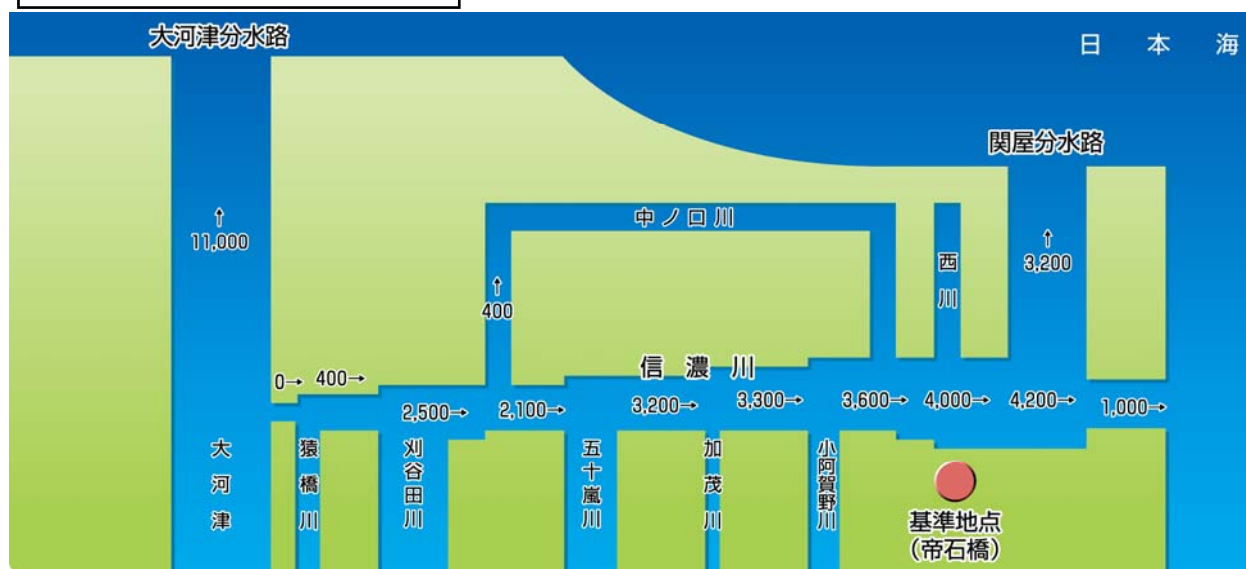 大河津分水路
日本海
関屋分水路
中ノ口川
↑
11,000
西川
↑
3,200
↑
400
信濃川
0→
400→
2,500→
2,100→
3,200→
3,300→
3,600→
4,000→
4,200→
1,000→
大河津
猿橋川
刈谷田川
五十嵐川
加茂川
小阿賀野川
基準地点
(帝石橋)